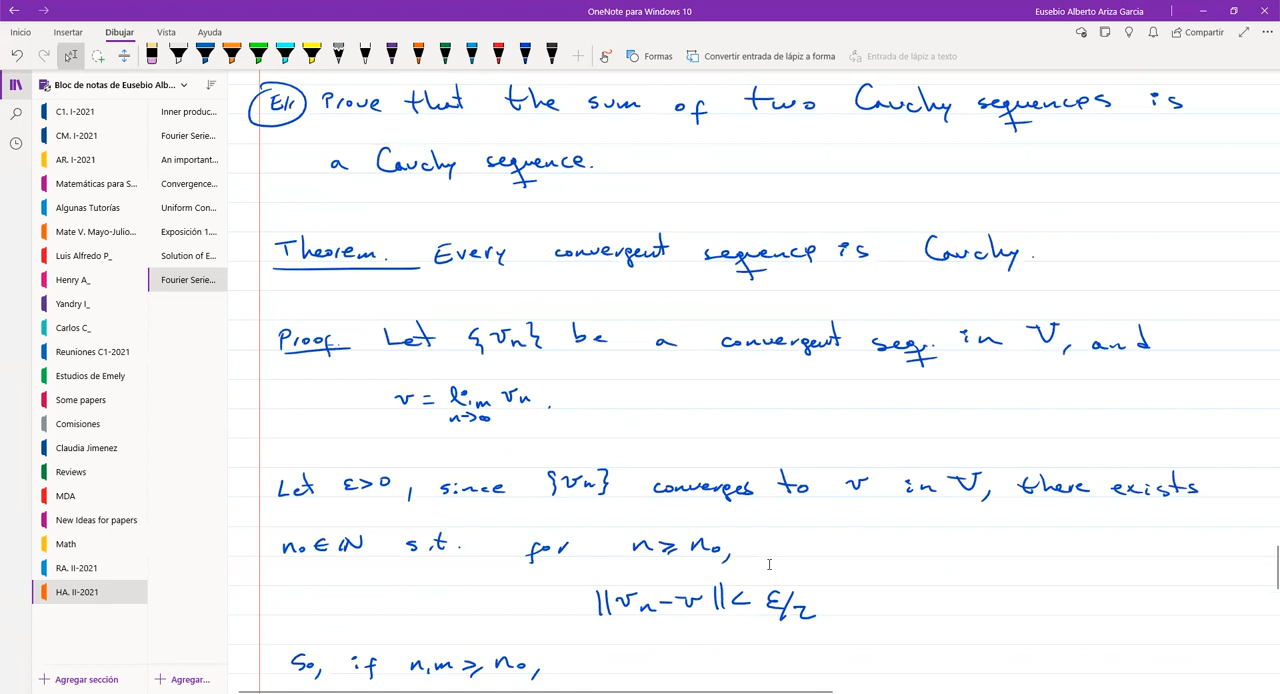 OneNote para Windows 10
Eusebio Alberto Ariza Garcia
Inicio
Insertar
Dibujar
Vista
Ayuda
Compartir
Formas
Convertir entrada de lápiz a forma
Entrada de lápiz a texto
Bloc de notas de Eusebio Alb...
C1. I-2021
CM. I-2021
AR. I-2021
Matemáticas para S...
Algunas Tutorías
Mate V. Mayo-Julio...
Luis Alfredo P_
Henry A_
Yandry I_
Carlos C_
Reuniones C1-2021
Estudios de Emely
Some papers
Comisiones
Claudia Jimenez
Reviews
MDA
New Ideas for papers
Math
RA. II-2021
HA. II-2021
Agregar sección
Inner produc...
Fourier Serie...
An important...
Convergence...
Uniform Con...
Exposición 1....
Solution of E...
Fourier Serie...
Agregar...
Prove that the sum of two Cauchy sequences is
a Cauchy sequence.
Theorem. Every convergent sequence is Cauchy.
Proof. Let {vn} be a convergent seq. in V, and
v = lim vn.
n→∞
Let ε>0, since {vn} converges to v in V, there exists
n₀∈ℕ s.t. for n≥n₀,
||vn-v||< ε/2
So, if n,m≥n₀,